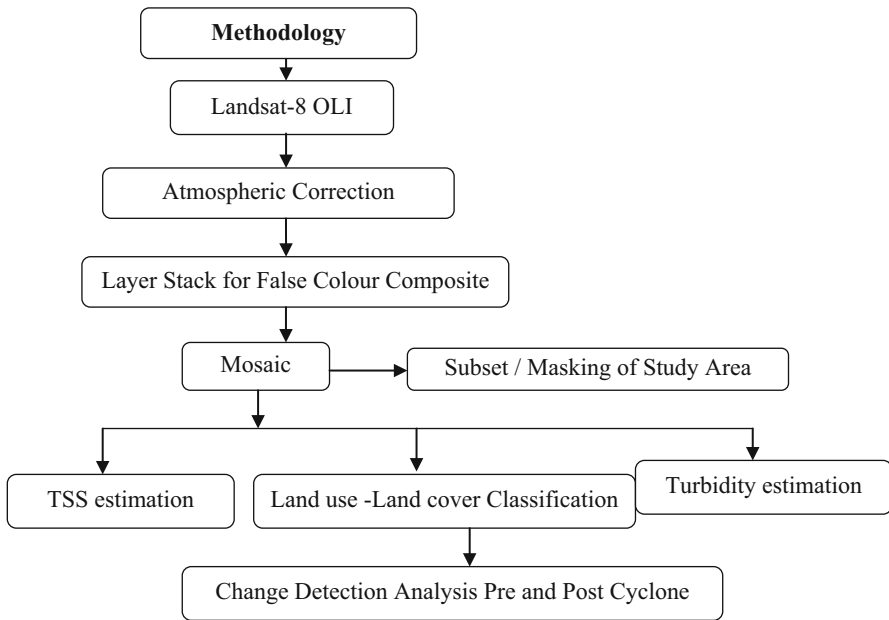 Methodology
Landsat-8 OLI
Atmospheric Correction
Layer Stack for False Colour Composite
Mosaic
Subset / Masking of Study Area
TSS estimation
Land use -Land cover Classification
Turbidity estimation
Change Detection Analysis Pre and Post Cyclone